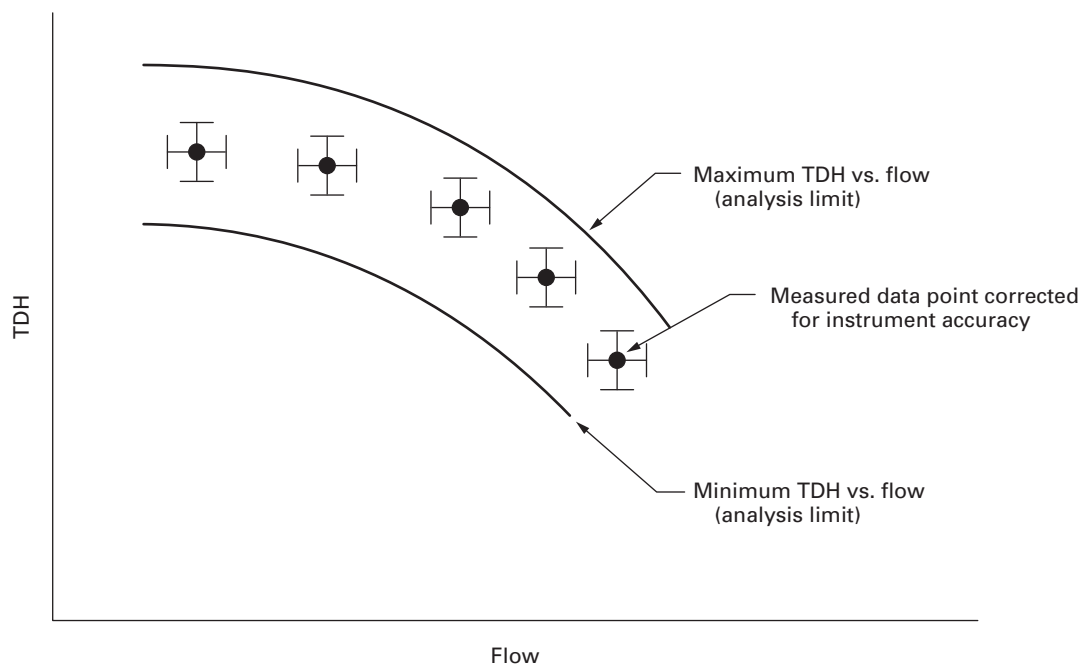 Maximum TDH vs. flow
(analysis limit)
Measured data point corrected
for instrument accuracy
TDH
Minimum TDH vs. flow
(analysis limit)
Flow